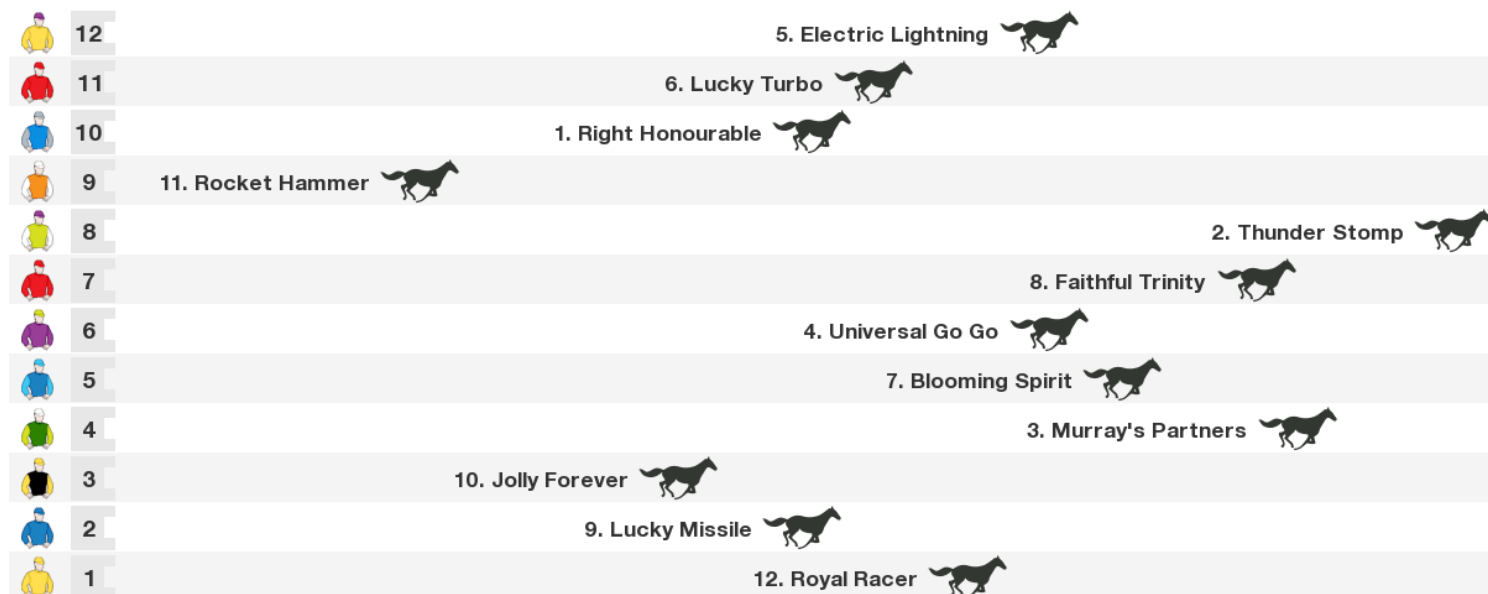 12 5. Electric Lightning
11 6. Lucky Turbo
10 1. Right Honourable
9 11. Rocket Hammer
8 2. Thunder Stomp
7 8. Faithful Trinity
6 4. Universal Go Go
5 7. Blooming Spirit
4 3. Murray's Partners
3 10. Jolly Forever
2 9. Lucky Missile
1 12. Royal Racer